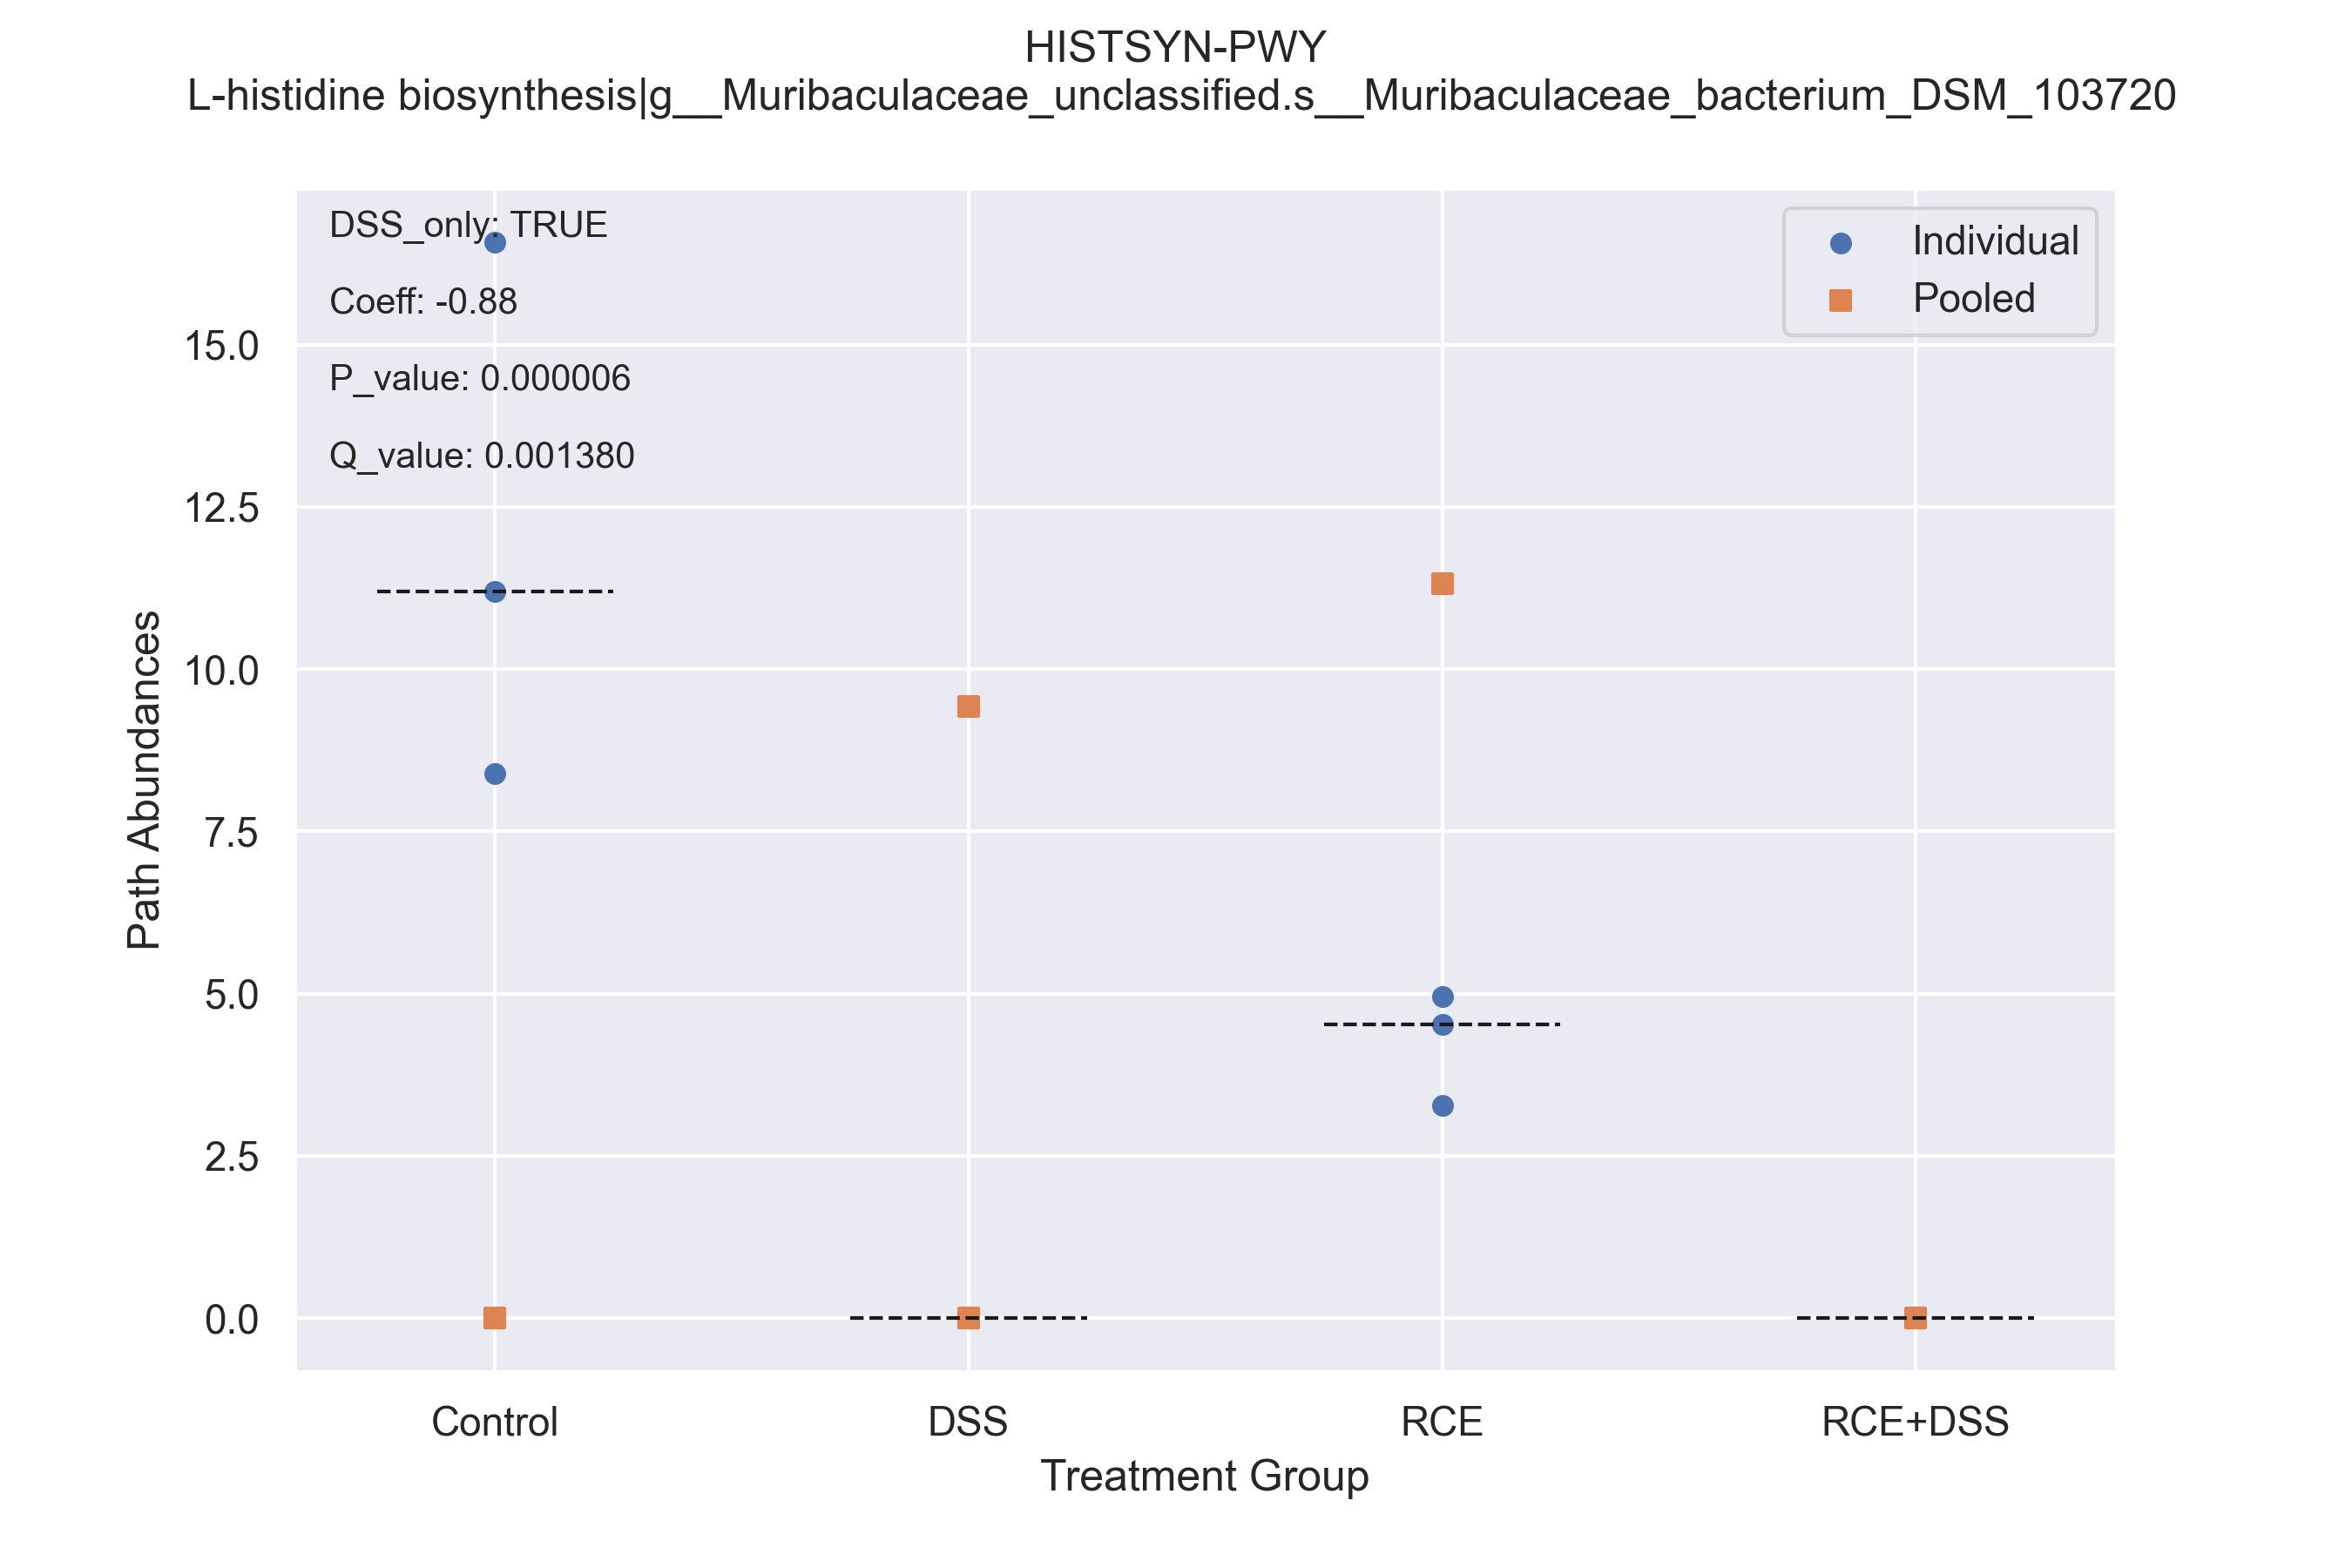 HISTSYN-PWY
L-histidine biosynthesis|g__Muribaculaceae_unclassified.s__Muribaculaceae_bacterium_DSM_103720
DSS_only: TRUE
Coeff: -0.88
P_value: 0.000006
Q_value: 0.001380
Individual
Pooled
15.0
12.5
10.0
7.5
5.0
2.5
0.0
Path Abundances
Control
DSS
RCE
RCE+DSS
Treatment Group